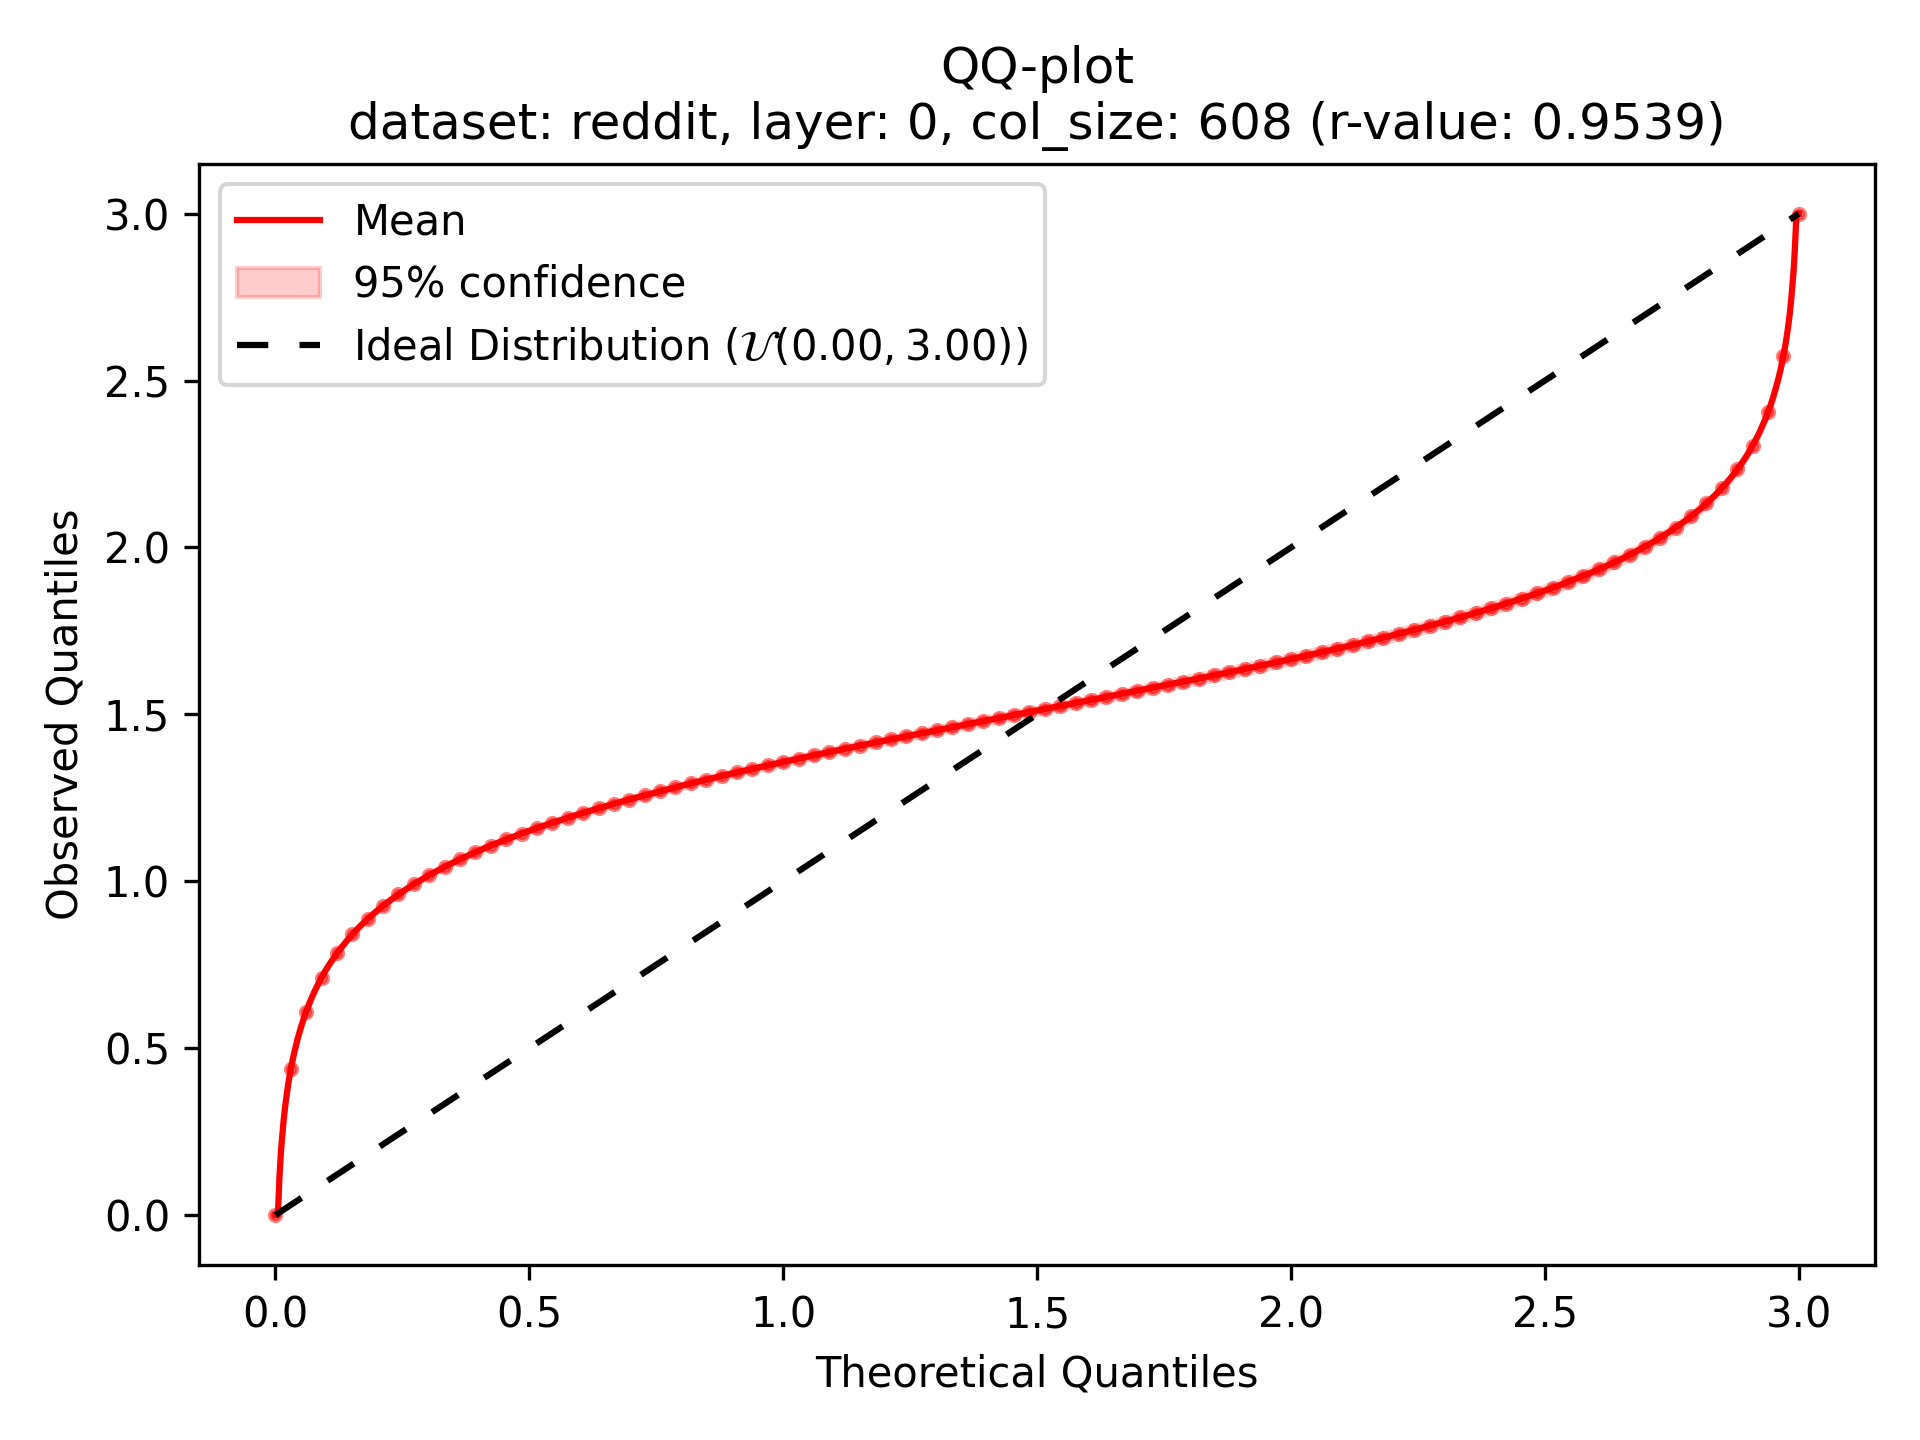 QQ-plot
dataset: reddit, layer: 0, col_size: 608 (r-value: 0.9539)
Mean
95% confidence
Ideal Distribution (𝒰(0.00, 3.00))
3.0
2.5
2.0
1.5
1.0
0.5
0.0
Observed Quantiles
0.0 0.5 1.0 1.5 2.0 2.5 3.0
Theoretical Quantiles